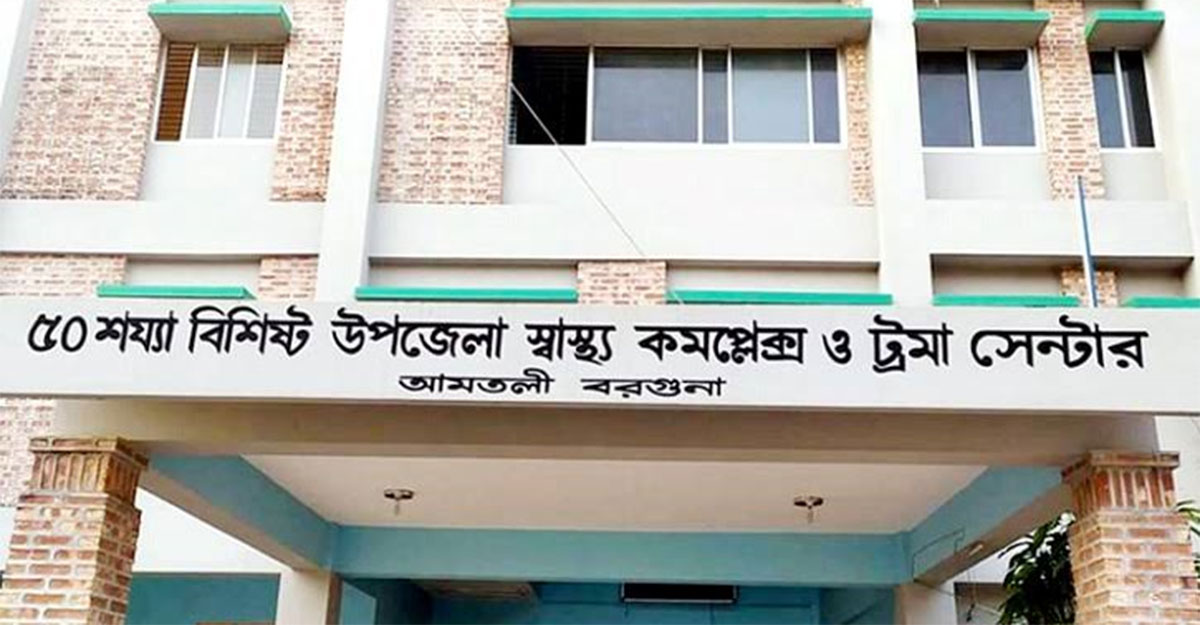 ৫০ শয্যা বিশিষ্ট উপজেলা স্বাস্থ্য কমপ্লেক্স ও ট্রমা সেন্টার
আমতলী বরগুনা